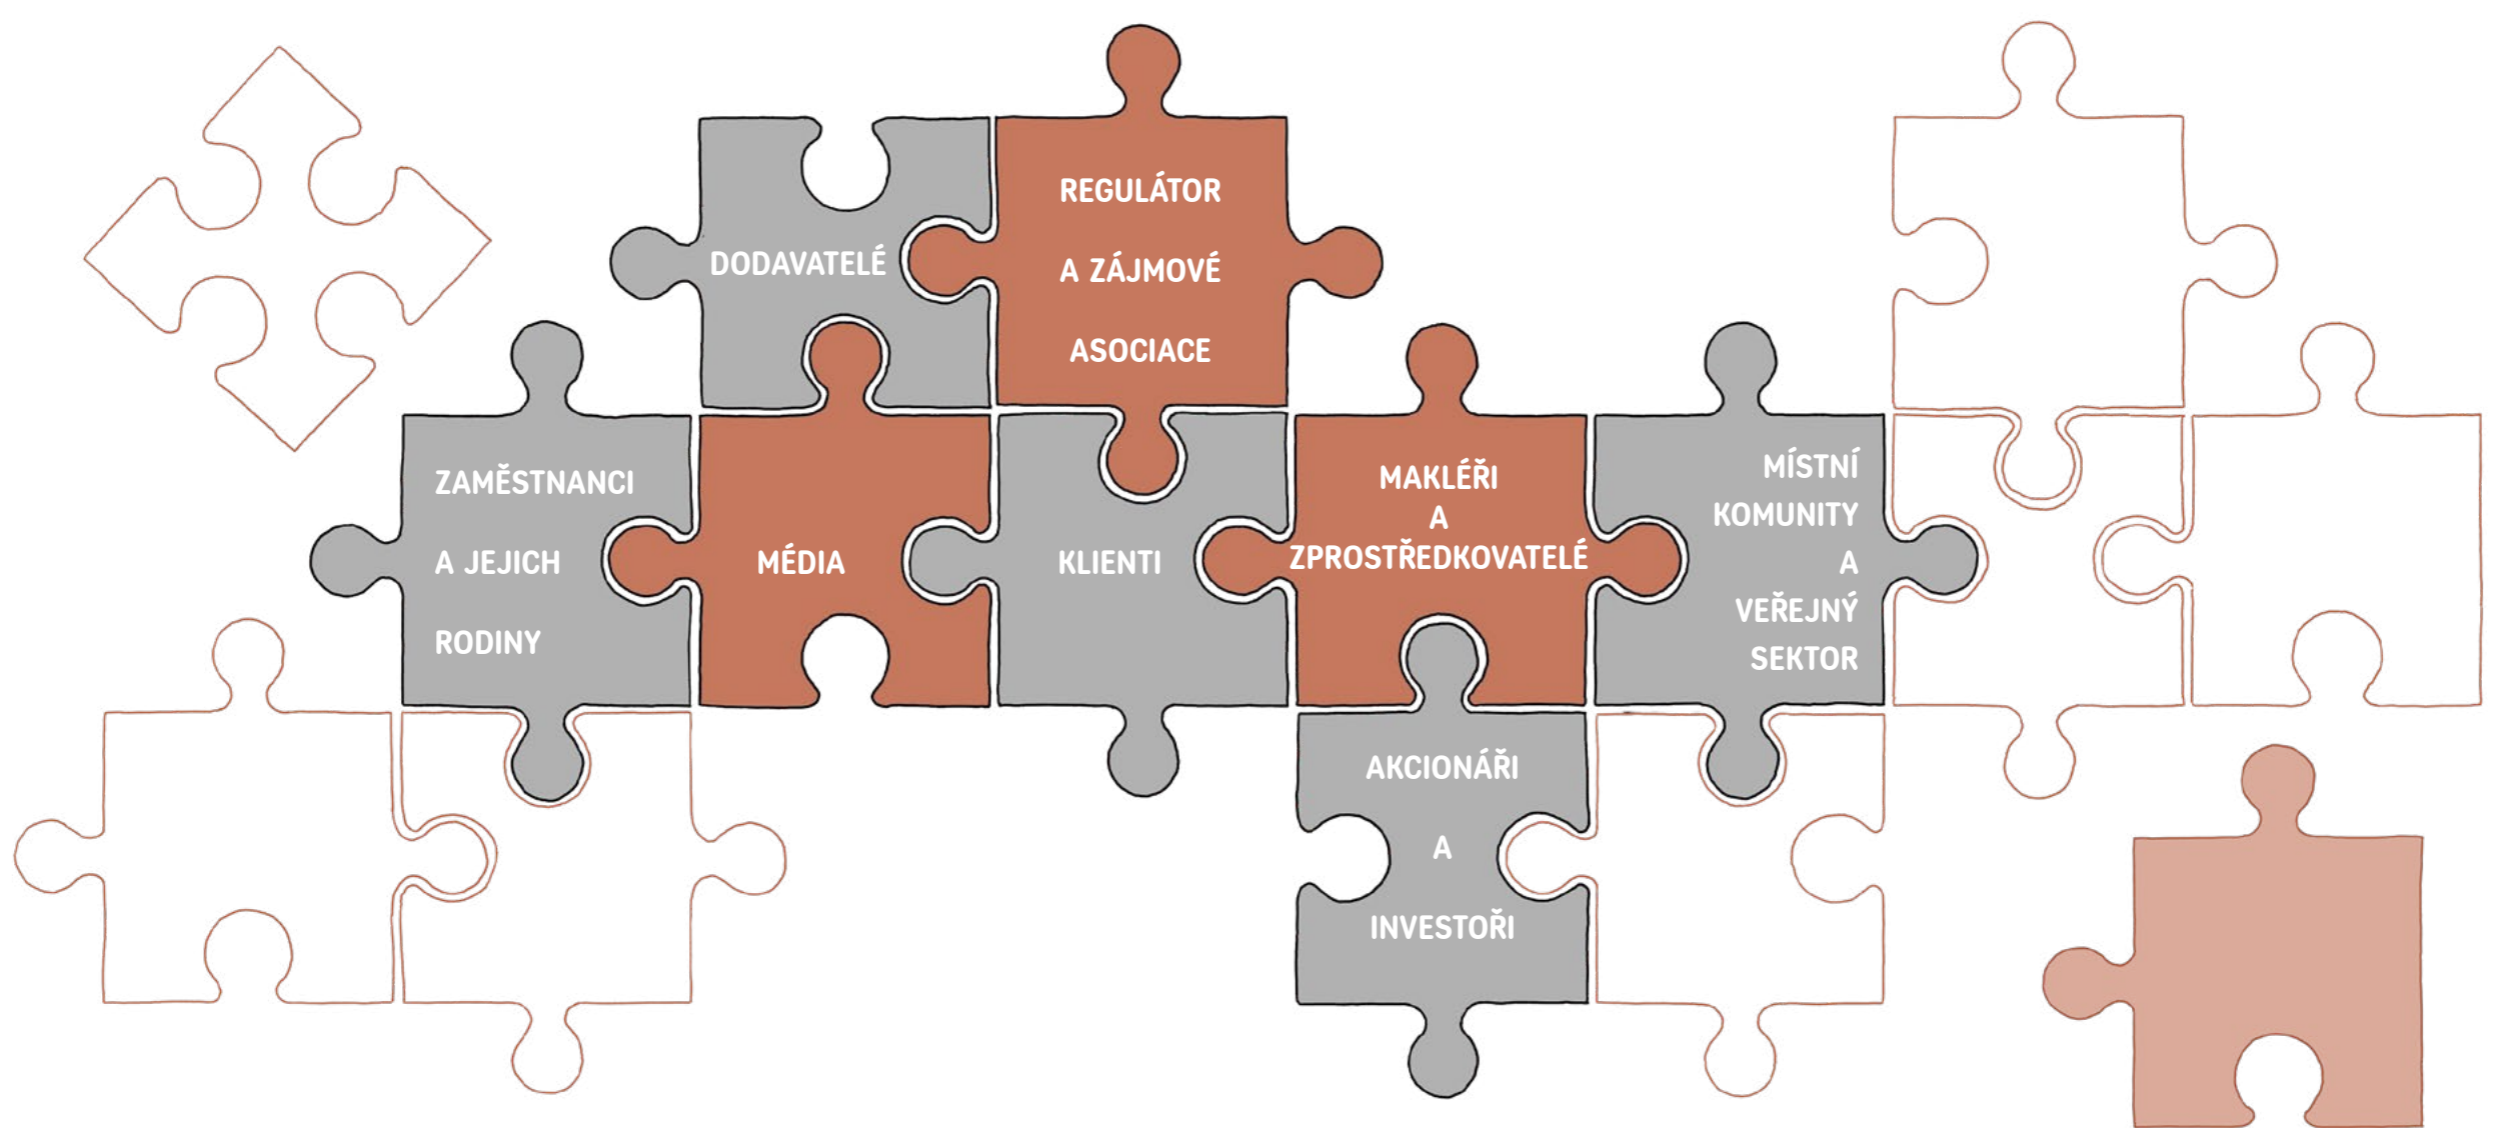 DODAVATELÉ
REGULÁTOR
A ZÁJMOVÉ
ASOCIACE
ZAMĚSTNANCI
A JEJICH
RODINY
MÉDIA
KLIENTI
MAKLÉŘI
A
ZPROSTŘEDKOVATELÉ
MÍSTNÍ
KOMUNITY
A
VEŘEJNÝ
SEKTOR
AKCIONÁŘI
A
INVESTOŘI